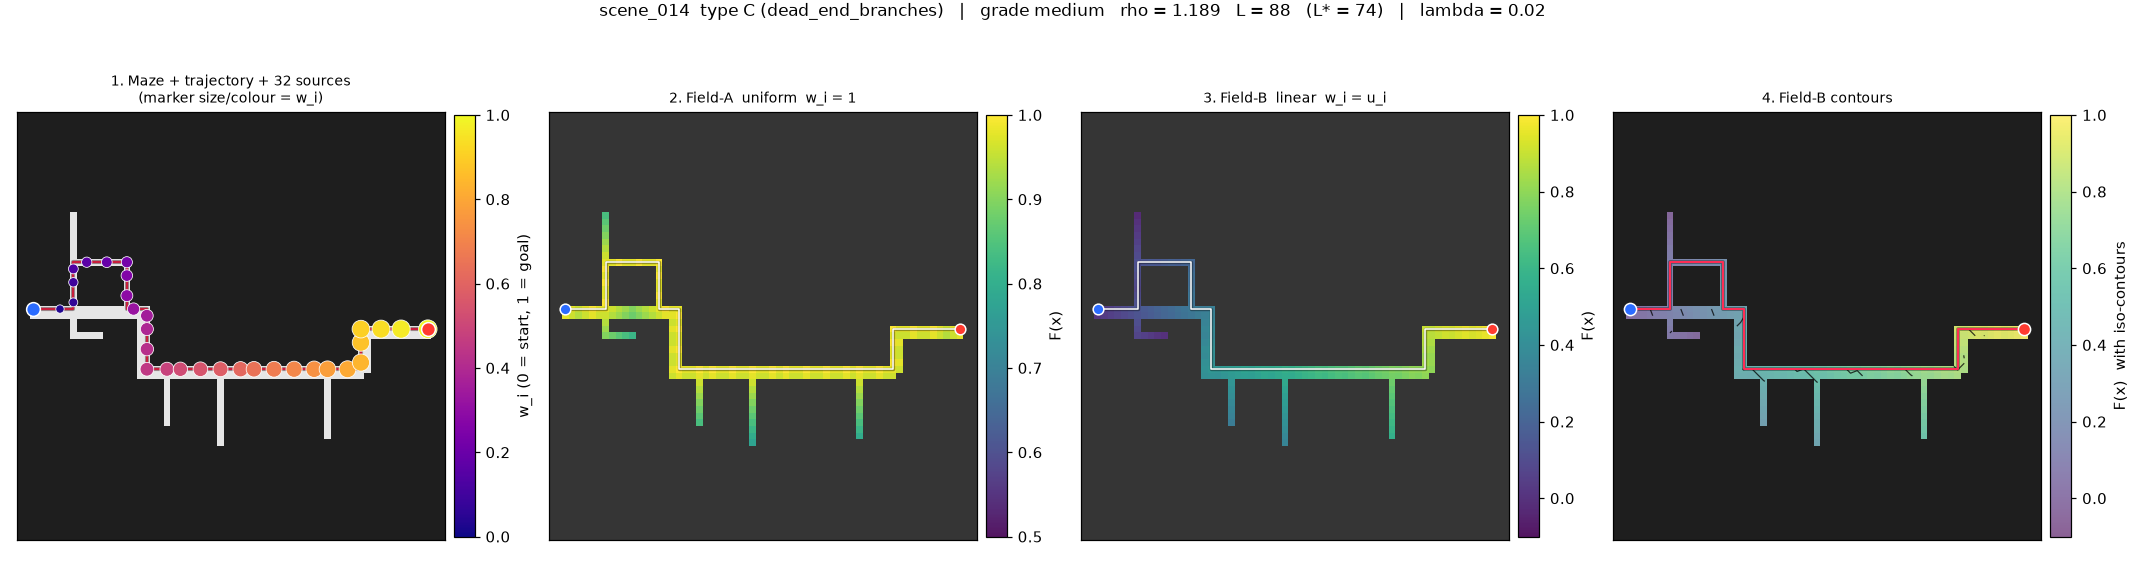 scene_014 type C (dead_end_branches) | grade medium rho = 1.189 L = 88 (L* = 74) | lambda = 0.02
1. Maze + trajectory + 32 sources
(marker size/colour = w_i)
1.0
0.8
0.6
0.4
0.2
0.0
w_i (0 = start, 1 = goal)
2. Field-A uniform w_i = 1
1.0
0.9
0.8
0.7
0.6
0.5
F(x)
3. Field-B linear w_i = u_i
1.0
0.8
0.6
0.4
0.2
0.0
F(x)
4. Field-B contours
1.0
0.8
0.6
0.4
0.2
0.0
F(x) with iso-contours